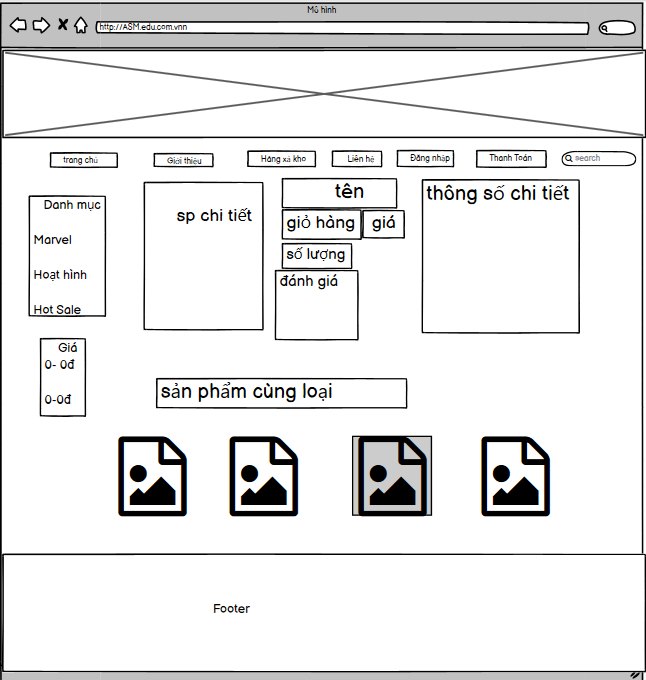 Mô hình
http://ASM.edu.com.vnn
trang chủ
Giới thiệu
Hàng xả kho
Liên hệ
Đăng nhập
Thanh Toán
search
Danh mục
Marvel
Hoạt hình
Hot Sale
sp chi tiết
tên
giỏ hàng
giá
số lượng
đánh giá
thông số chi tiết
Giá
0- 0đ
0-0đ
sản phẩm cùng loại
Footer